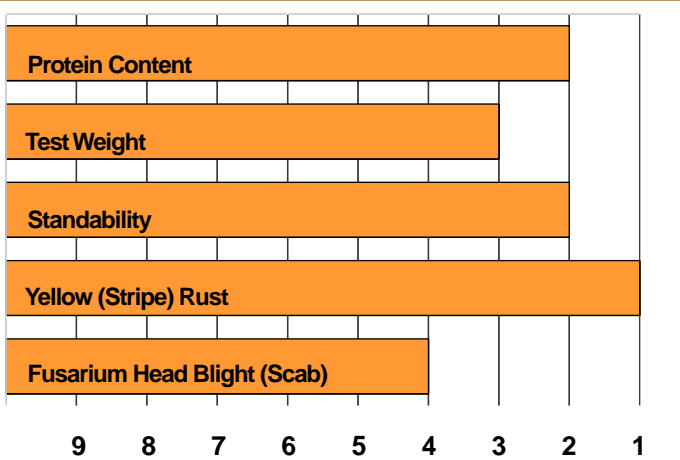 Protein Content
Test Weight
Standability
Yellow (Stripe) Rust
Fusarium Head Blight (Scab)
9 8 7 6 5 4 3 2 1